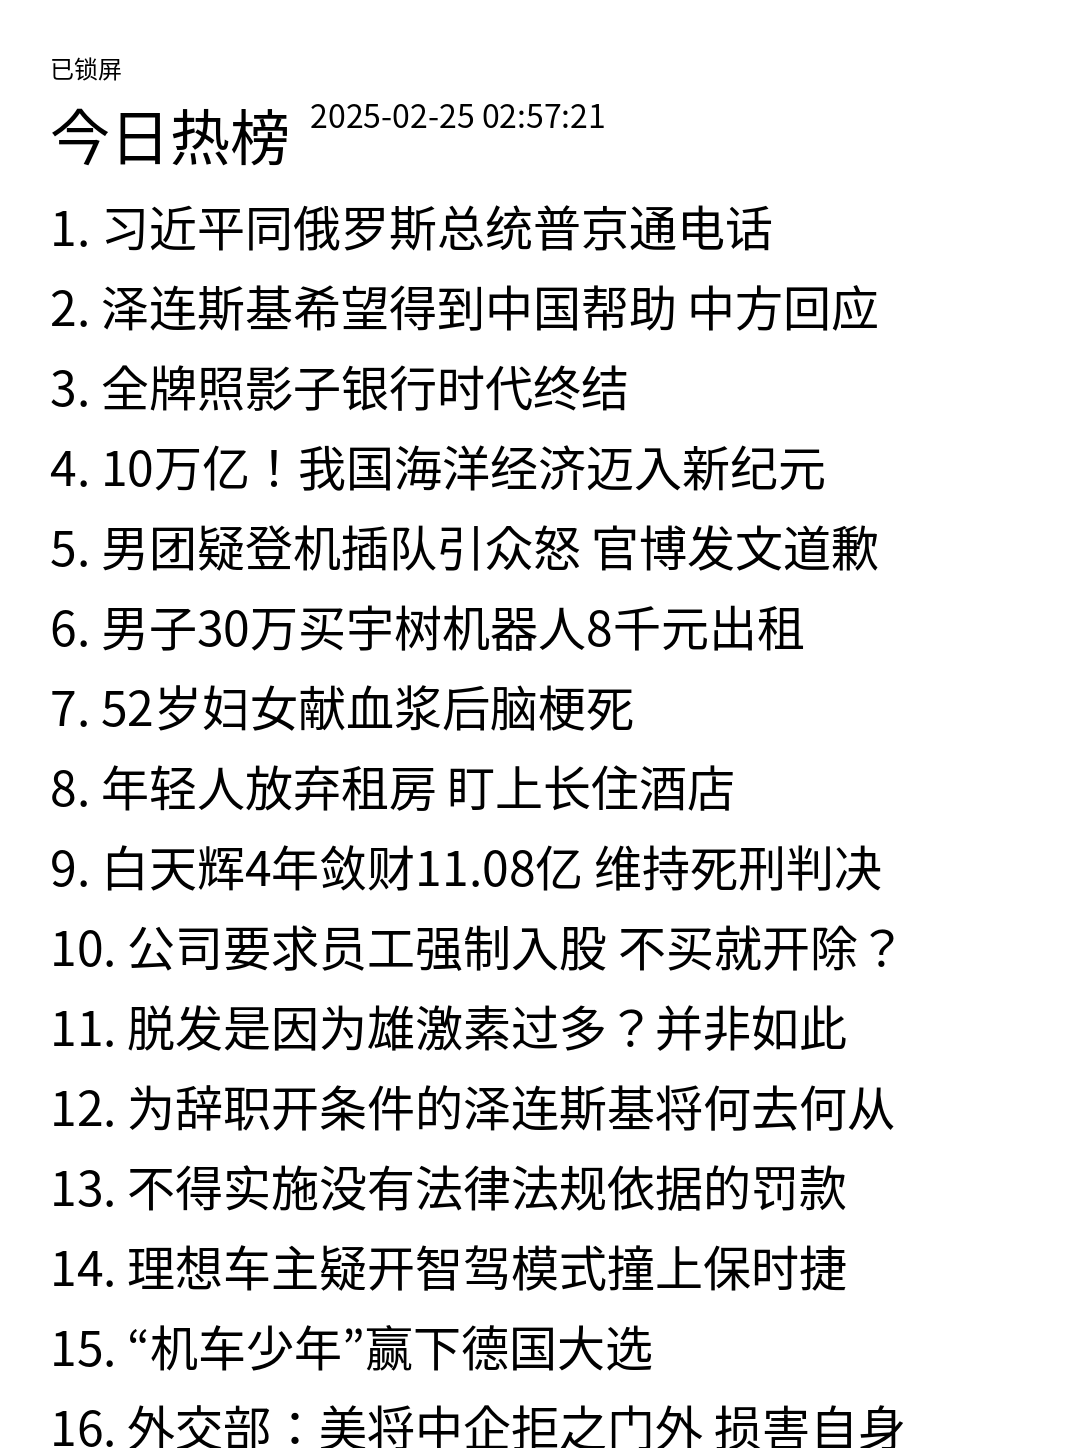 已锁屏
今日热榜 2025-02-25 02:57:21
1. 习近平同俄罗斯总统普京通电话
2. 泽连斯基希望得到中国帮助 中方回应
3. 全牌照影子银行时代终结
4. 10万亿！我国海洋经济迈入新纪元
5. 男团疑登机插队引众怒 官博发文道歉
6. 男子30万买宇树机器人8千元出租
7. 52岁妇女献血浆后脑梗死
8. 年轻人放弃租房 盯上长住酒店
9. 白天辉4年敛财11.08亿 维持死刑判决
10. 公司要求员工强制入股 不买就开除？
11. 脱发是因为雄激素过多？并非如此
12. 为辞职开条件的泽连斯基将何去何从
13. 不得实施没有法律法规依据的罚款
14. 理想车主疑开智驾模式撞上保时捷
15. “机车少年”赢下德国大选
16. 外交部：美将中企拒之门外 损害自身